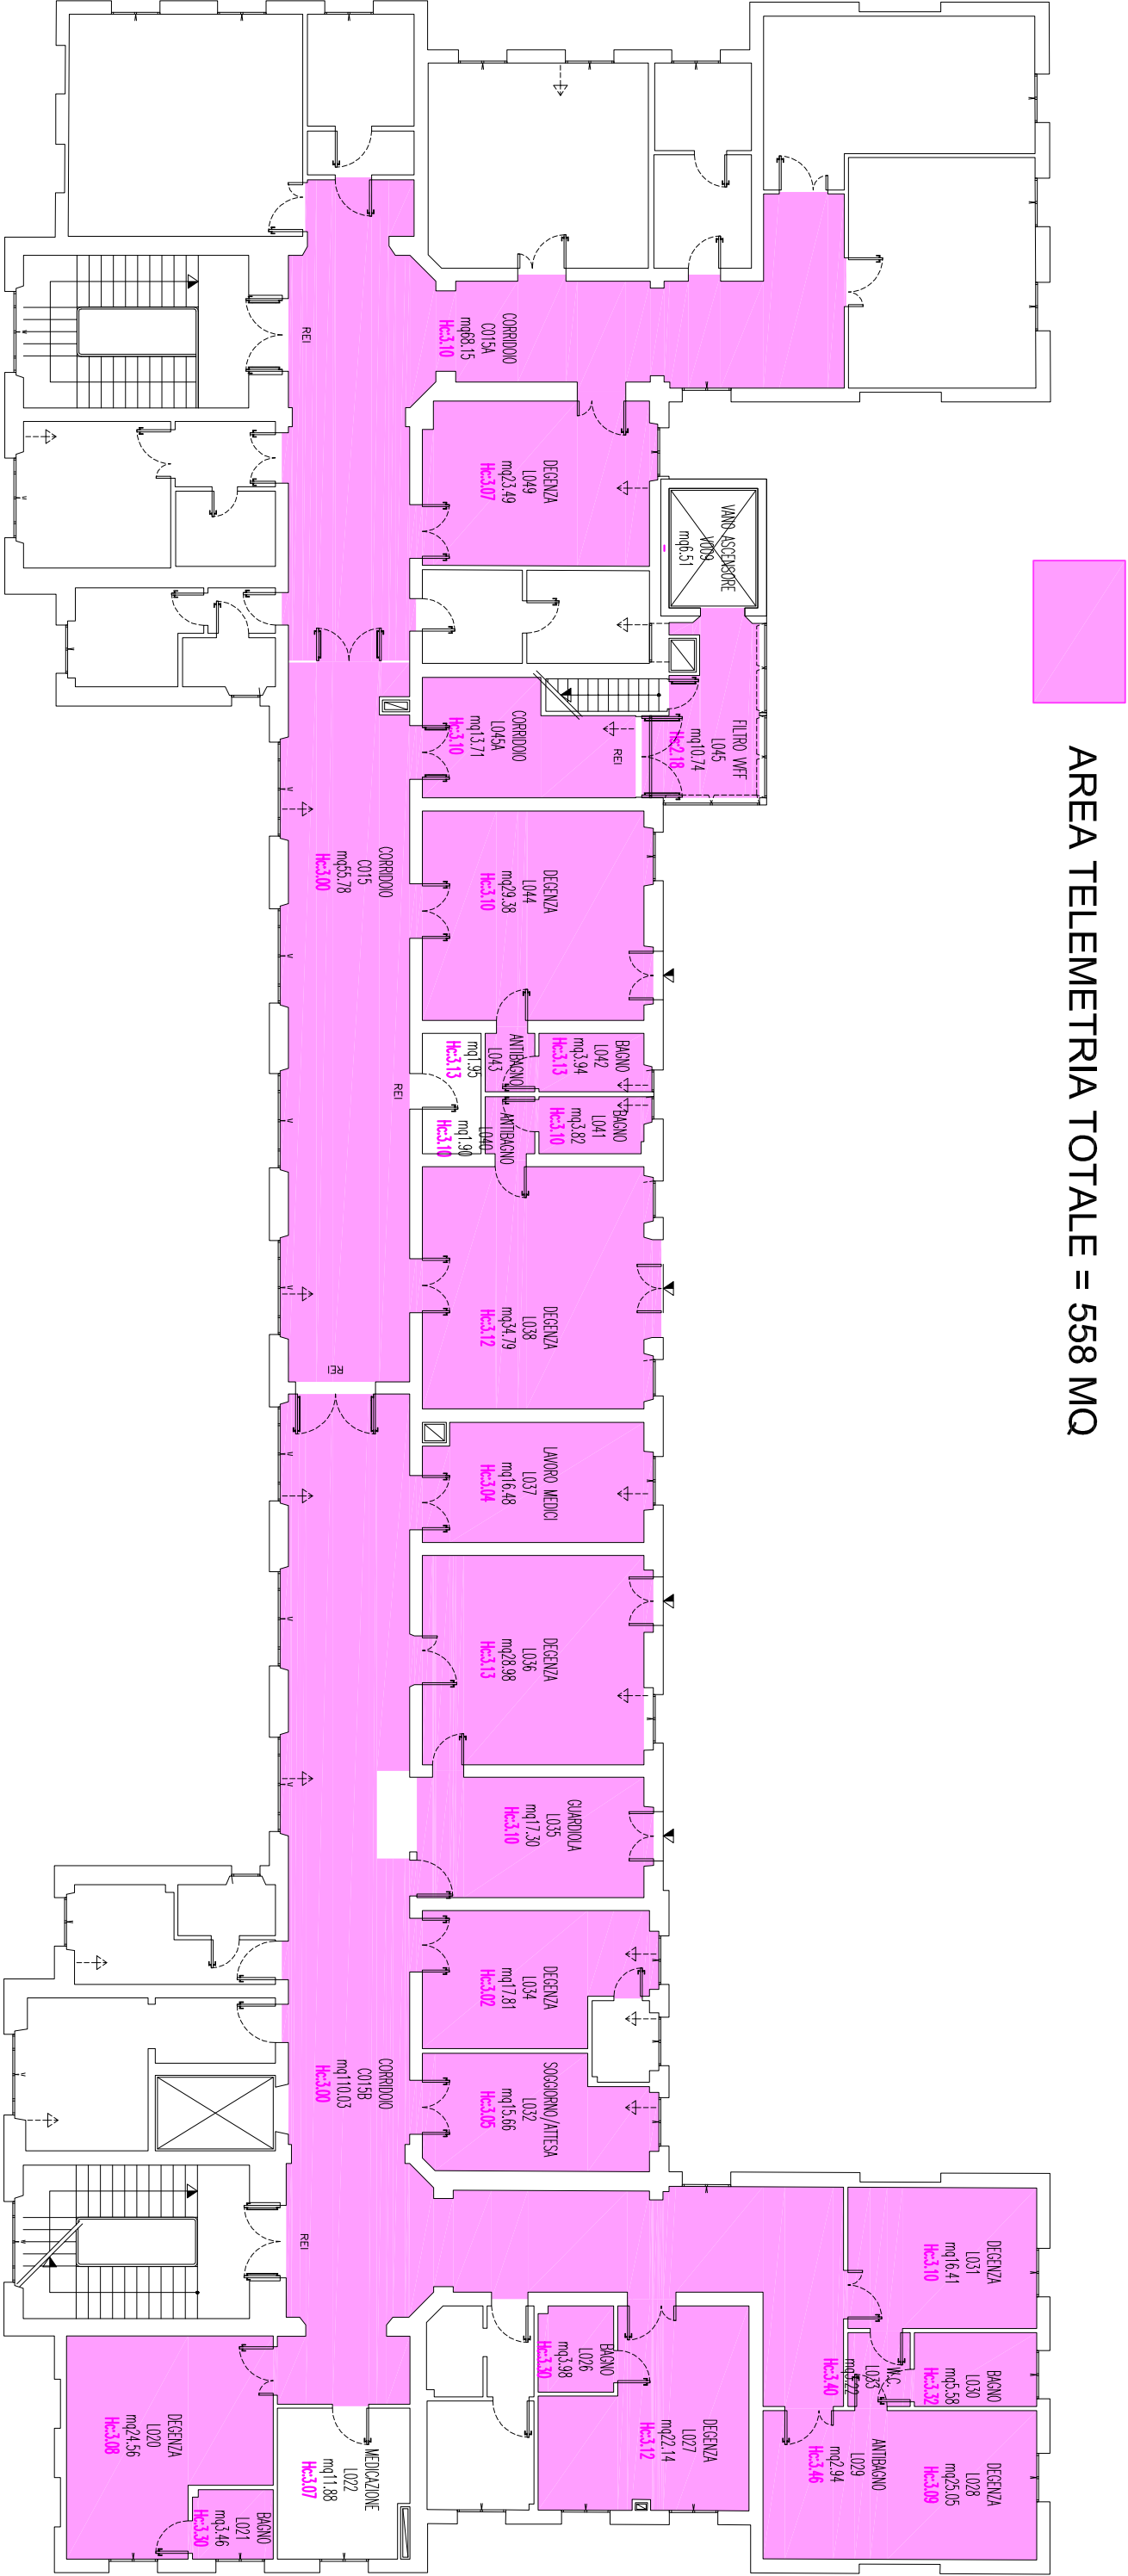 AREA TELEMETRIA TOTALE = 558 MQ
CORRIDOIO
C015A
mq68.15
Hc:3.10
REI
DEGENZA
L049
mq23.49
Hc:3.07
VANO ASCENSORE
V009
mq6.51
-
FILTRO VVFF
L045
mq10.74
Hc:2.18
CORRIDOIO
L045A
mq13.71
Hc:3.10
REI
CORRIDOIO
C015
mq55.78
Hc:3.00
DEGENZA
L044
mq29.38
Hc:3.10
BAGNO
L042
mq3.94
Hc:3.13
ANTIBAGNO
L043
mq1.95
Hc:3.13
BAGNO
L041
mq3.82
Hc:3.10
ANTIBAGNO
L040
mq1.90
Hc:3.10
REI
DEGENZA
L038
mq34.79
Hc:3.12
REI
LAVORO MEDICI
L037
mq16.48
Hc:3.04
DEGENZA
L036
mq28.98
Hc:3.13
GUARDIOLA
L035
mq17.30
Hc:3.10
DEGENZA
L034
mq17.81
Hc:3.02
CORRIDOIO
C015B
mq110.03
Hc:3.00
SOGGIORNO/ATTESA
L032
mq15.66
Hc:3.05
REI
DEGENZA
L031
mq16.41
Hc:3.10
BAGNO
L030
mq5.58
Hc:3.32
W.C.
L033
Hc:3.40
DEGENZA
L028
mq25.05
Hc:3.09
ANTIBAGNO
L029
mq2.94
Hc:3.46
BAGNO
L026
mq3.98
Hc:3.30
DEGENZA
L027
mq22.14
Hc:3.12
MEDICAZIONE
L022
mq11.88
Hc:3.07
DEGENZA
L020
mq24.56
Hc:3.08
BAGNO
L021
mq3.46
Hc:3.30